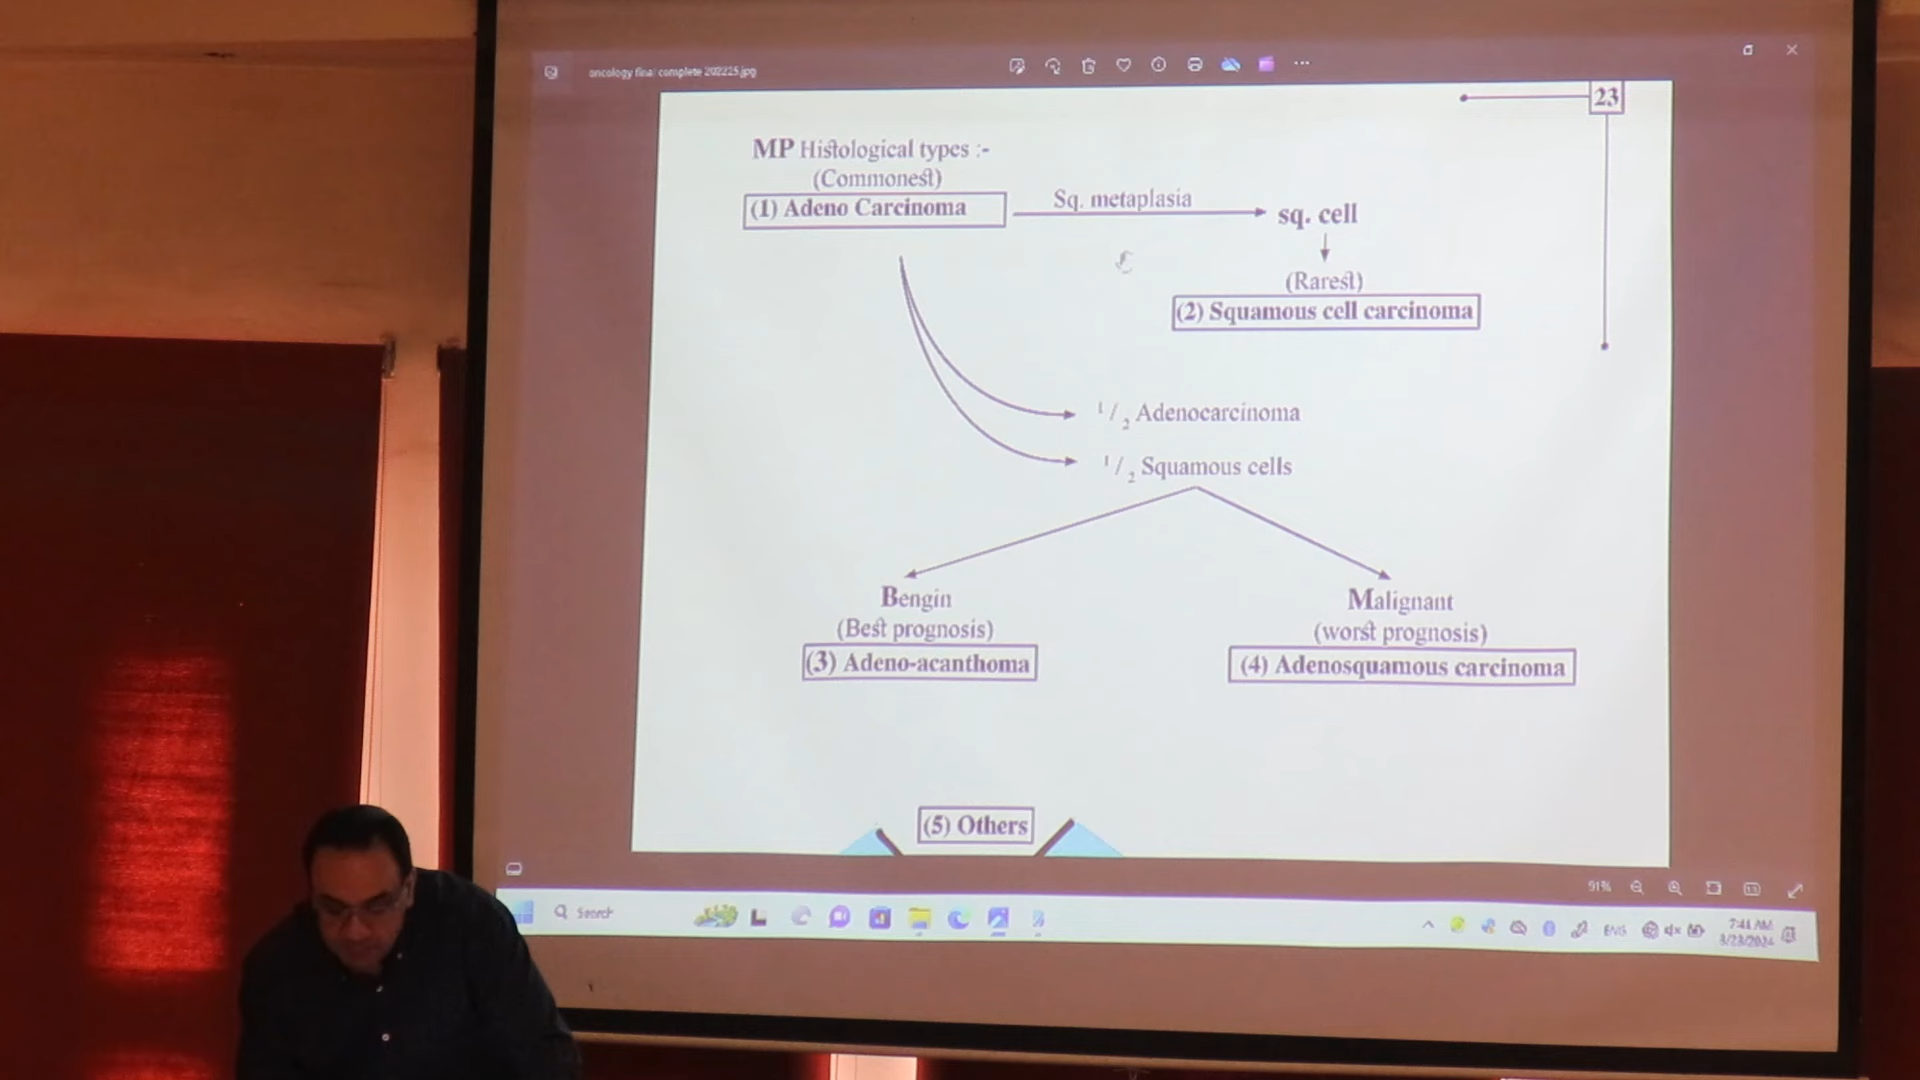 oncology final complete 202225.jpg
23
MP Histological types :-
(Commonest)
(1) Adeno Carcinoma
Sq. metaplasia
sq. cell
(Rarest)
(2) Squamous cell carcinoma
1/2 Adenocarcinoma
1/2 Squamous cells
Bengin
(Best prognosis)
(3) Adeno-acanthoma
Malignant
(worst prognosis)
(4) Adenosquamous carcinoma
(5) Others
91%
Search
ENG
7:41 AM
3/23/2024